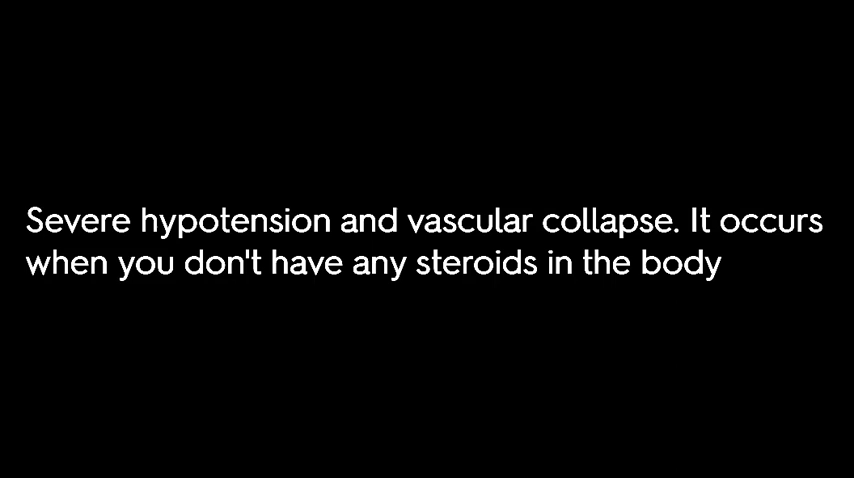 Severe hypotension and vascular collapse. It occurs
when you don't have any steroids in the body